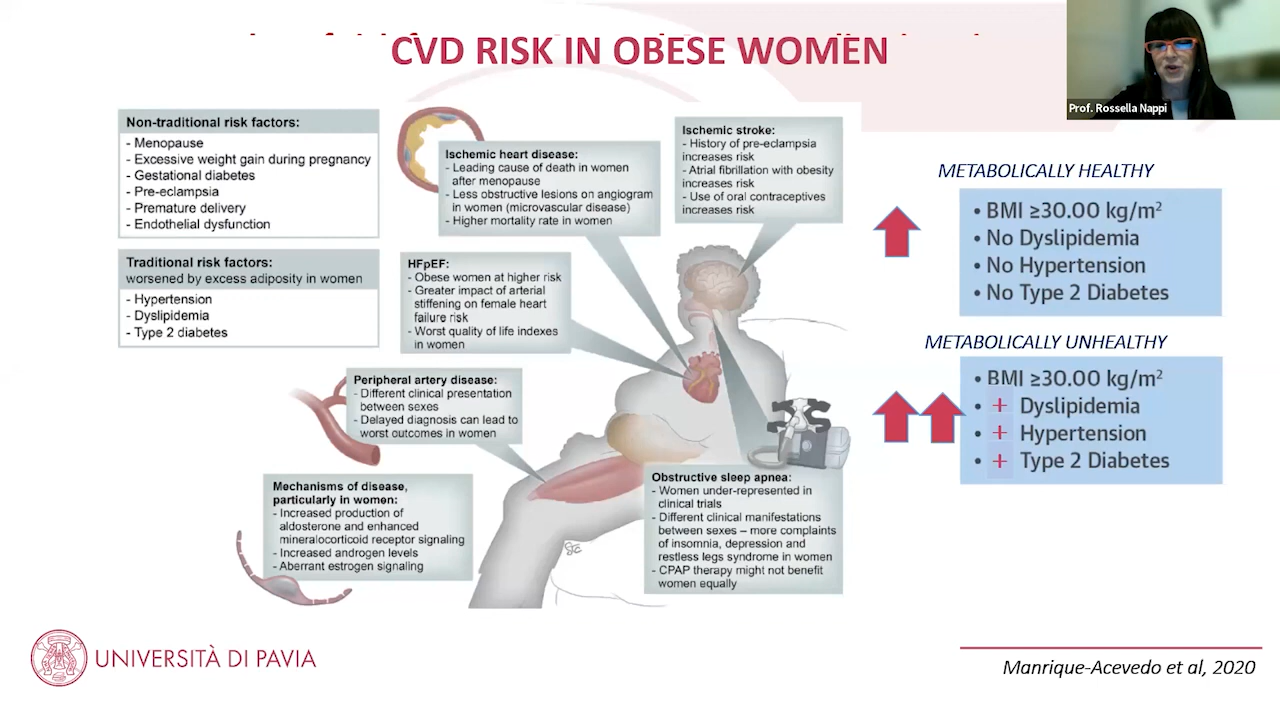 CVD RISK IN OBESE WOMEN
Prof. Rossella Nappi
Non-traditional risk factors:
- Menopause
- Excessive weight gain during pregnancy
- Gestational diabetes
- Pre-eclampsia
- Premature delivery
- Endothelial dysfunction
Traditional risk factors:
worsened by excess adiposity in women
- Hypertension
- Dyslipidemia
- Type 2 diabetes
Ischemic heart disease:
- Leading cause of death in women
after menopause
- Less obstructive lesions on angiogram
in women (microvascular disease)
- Higher mortality rate in women
Ischemic stroke:
- History of pre-eclampsia
increases risk
- Atrial fibrillation with obesity
increases risk
- Use of oral contraceptives
increases risk
HFpEF:
- Obese women at higher risk
- Greater impact of arterial
stiffening on female heart
failure risk
- Worst quality of life indexes
in women
Peripheral artery disease:
- Different clinical presentation
between sexes
- Delayed diagnosis can lead to
worst outcomes in women
Mechanisms of disease,
particularly in women:
- Increased production of
aldosterone and enhanced
mineralocorticoid receptor signaling
- Increased androgen levels
- Aberrant estrogen signaling
Obstructive sleep apnea:
- Women under-represented in
clinical trials
- Different clinical manifestations
between sexes – more complaints
of insomnia, depression and
restless legs syndrome in women
- CPAP therapy might not benefit
women equally
METABOLICALLY HEALTHY
• BMI ≥30.00 kg/m²
• No Dyslipidemia
• No Hypertension
• No Type 2 Diabetes
METABOLICALLY UNHEALTHY
• BMI ≥30.00 kg/m²
• + Dyslipidemia
• + Hypertension
• + Type 2 Diabetes
UNIVERSITÀ DI PAVIA
Manrique-Acevedo et al, 2020